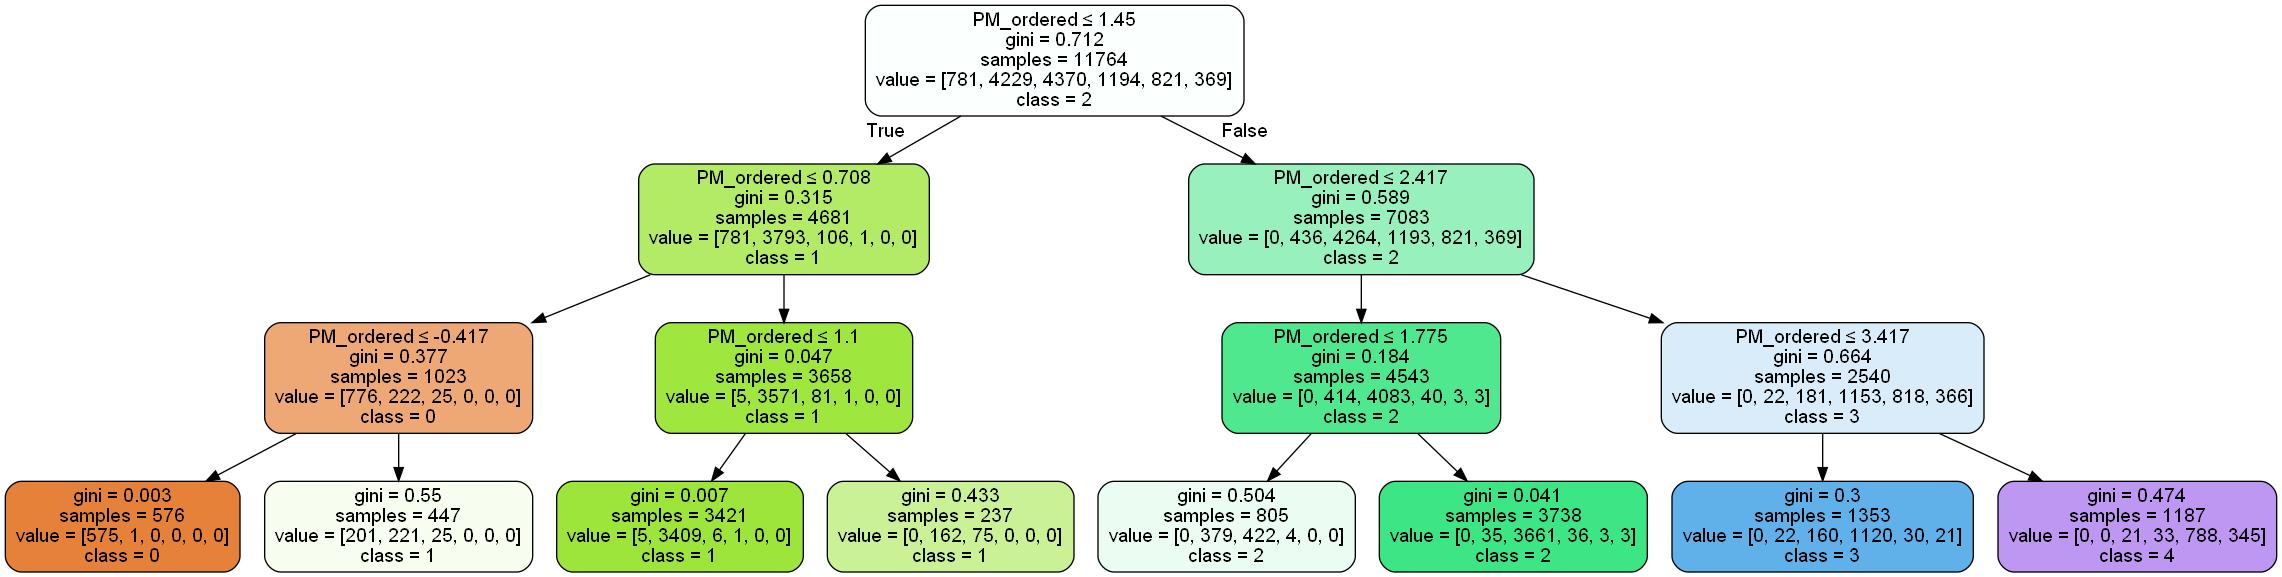 PM_ordered ≤ 1.45
gini = 0.712
samples = 11764
value = [781, 4229, 4370, 1194, 821, 369]
class = 2
True
False
PM_ordered ≤ 0.708
gini = 0.315
samples = 4681
value = [781, 3793, 106, 1, 0, 0]
class = 1
PM_ordered ≤ 2.417
gini = 0.589
samples = 7083
value = [0, 436, 4264, 1193, 821, 369]
class = 2
PM_ordered ≤ -0.417
gini = 0.377
samples = 1023
value = [776, 222, 25, 0, 0, 0]
class = 0
PM_ordered ≤ 1.1
gini = 0.047
samples = 3658
value = [5, 3571, 81, 1, 0, 0]
class = 1
PM_ordered ≤ 1.775
gini = 0.184
samples = 4543
value = [0, 414, 4083, 40, 3, 3]
class = 2
PM_ordered ≤ 3.417
gini = 0.664
samples = 2540
value = [0, 22, 181, 1153, 818, 366]
class = 3
gini = 0.003
samples = 576
value = [575, 1, 0, 0, 0, 0]
class = 0
gini = 0.55
samples = 447
value = [201, 221, 25, 0, 0, 0]
class = 1
gini = 0.007
samples = 3421
value = [5, 3409, 6, 1, 0, 0]
class = 1
gini = 0.433
samples = 237
value = [0, 162, 75, 0, 0, 0]
class = 1
gini = 0.504
samples = 805
value = [0, 379, 422, 4, 0, 0]
class = 2
gini = 0.041
samples = 3738
value = [0, 35, 3661, 36, 3, 3]
class = 2
gini = 0.3
samples = 1353
value = [0, 22, 160, 1120, 30, 21]
class = 3
gini = 0.474
samples = 1187
value = [0, 0, 21, 33, 788, 345]
class = 4